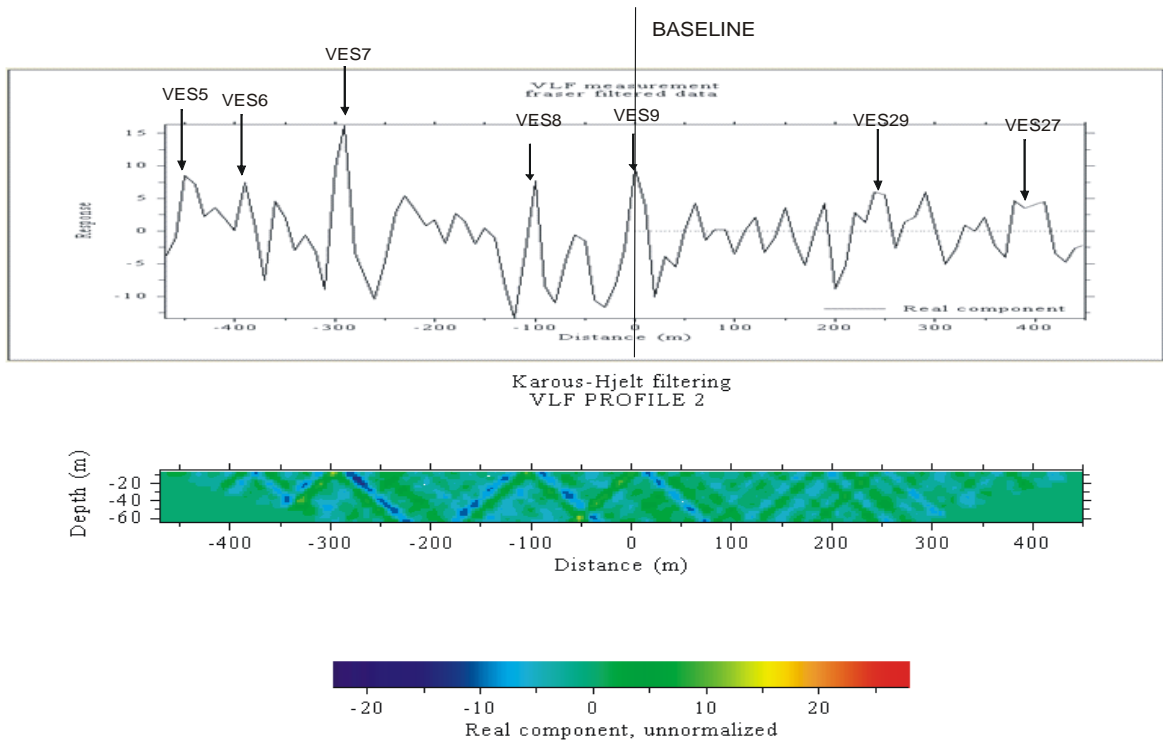 BASELINE
VES7
VLF measurement
fraser filtered data
VES5
VES6
VES8
VES9
VES29
VES27
15
10
5
0
-5
-10
Response
Real component
-400 -300 -200 -100 0 100 200 300 400
Distance (m)
Karous-Hjelt filtering
VLF PROFILE 2
Depth (m)
-20
-40
-60
-400 -300 -200 -100 0 100 200 300 400
Distance (m)
-20 -10 0 10 20
Real component, unnormalized